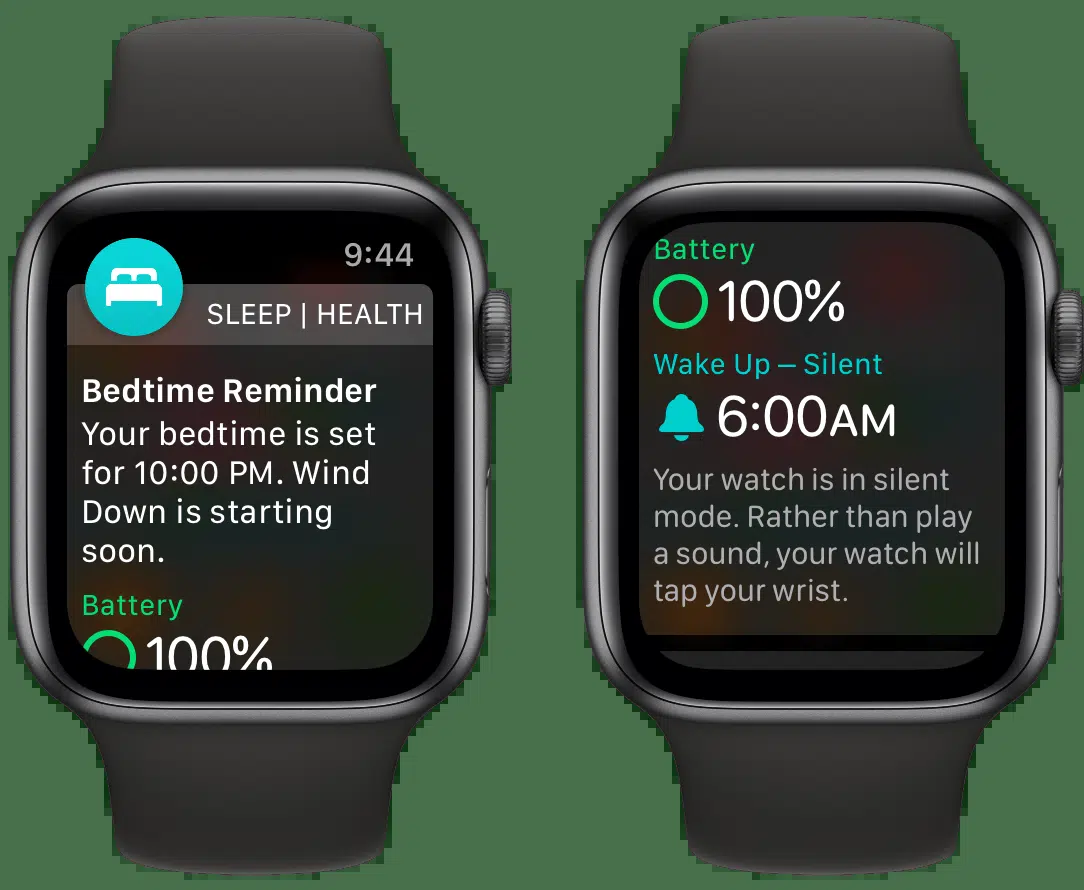 9:44
SLEEP | HEALTH
Bedtime Reminder
Your bedtime is set
for 10:00 PM. Wind
Down is starting
soon.
Battery
100%
Battery
100%
Wake Up – Silent
6:00AM
Your watch is in silent
mode. Rather than play
a sound, your watch will
tap your wrist.